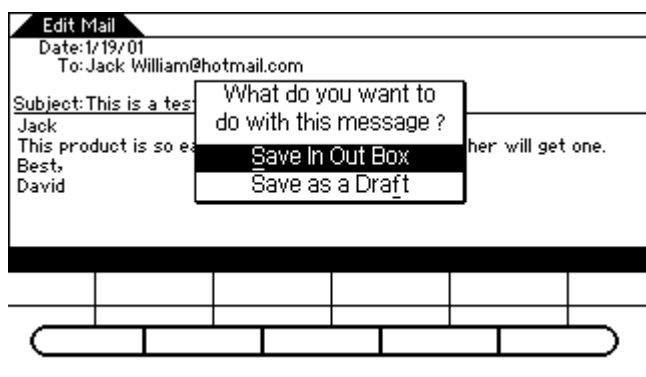 Edit Mail
Date:1/19/01
To:Jack William@hotmail.com
Subject:This is a tes
Jack
This product is so ea her will get one.
Best,
David
What do you want to
do with this message ?
Save In Out Box
Save as a Draft